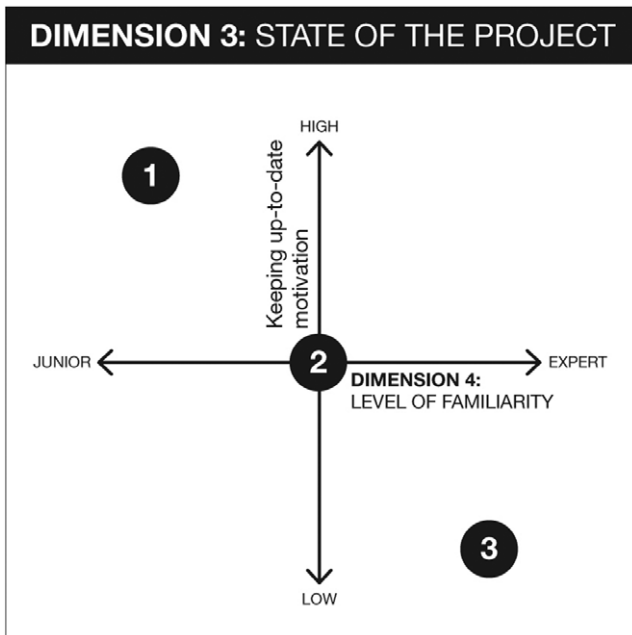 DIMENSION 3: STATE OF THE PROJECT
HIGH
1
Keeping up-to-date
motivation
JUNIOR
2
EXPERT
DIMENSION 4:
LEVEL OF FAMILIARITY
3
LOW